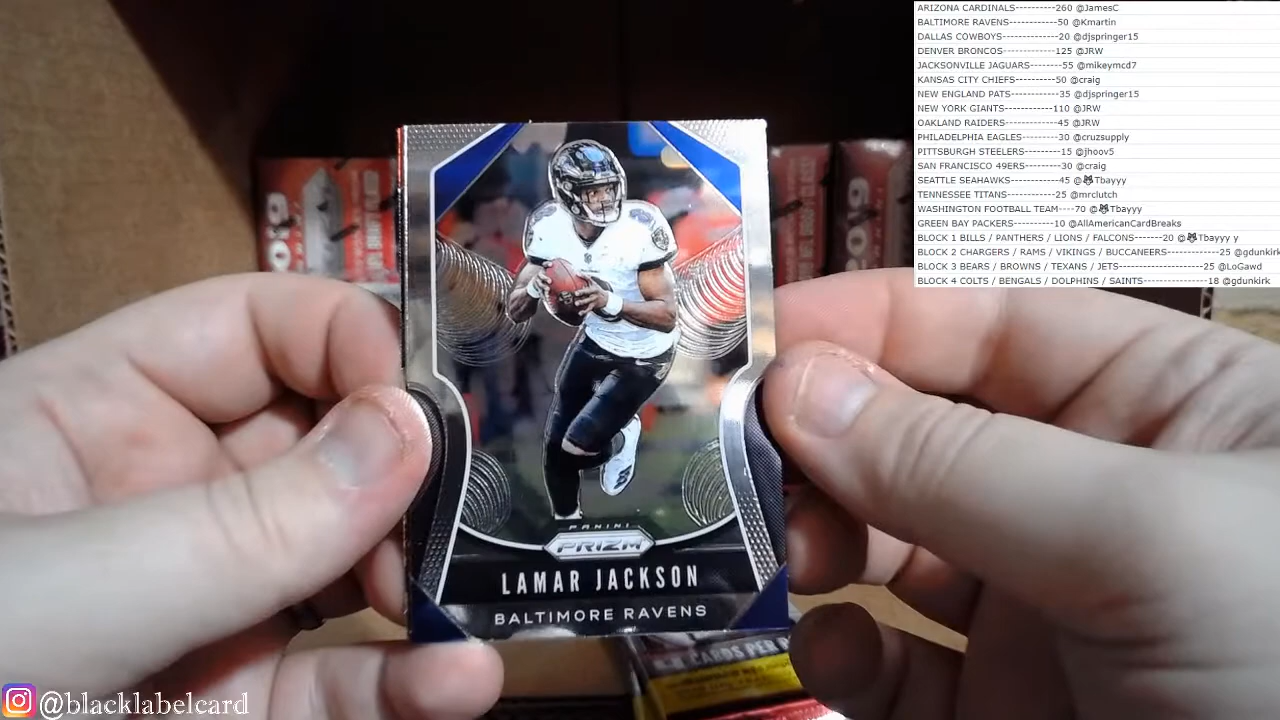 ARIZONA CARDINALS----------260 @JamesC
BALTIMORE RAVENS------------50 @Kmartin
DALLAS COWBOYS--------------20 @djspringer15
DENVER BRONCOS-------------125 @JRW
JACKSONVILLE JAGUARS--------55 @mikeymcd7
KANSAS CITY CHIEFS-----------50 @craig
NEW ENGLAND PATS-----------35 @djspringer15
NEW YORK GIANTS------------110 @JRW
OAKLAND RAIDERS------------45 @JRW
PHILADELPHIA EAGLES---------30 @cruzsupply
PITTSBURGH STEELERS--------15 @jhoov5
SAN FRANCISCO 49ERS--------30 @craig
SEATTLE SEAHAWKS-----------45 @😈Tbayyy
TENNESSEE TITANS------------25 @mrclutch
WASHINGTON FOOTBALL TEAM----70 @😈Tbayyy
GREEN BAY PACKERS----------10 @AllAmericanCardBreaks
BLOCK 1 BILLS / PANTHERS / LIONS / FALCONS-------20 @😈Tbayyy y
BLOCK 2 CHARGERS / RAMS / VIKINGS / BUCCANEERS-------------25 @gdunkirk
BLOCK 3 BEARS / BROWNS / TEXANS / JETS--------------------25 @LoGawd
BLOCK 4 COLTS / BENGALS / DOLPHINS / SAINTS----------------18 @gdunkirk
PANINI
PRIZM
LAMAR JACKSON
BALTIMORE RAVENS
CARDS PER
@blacklabelcard